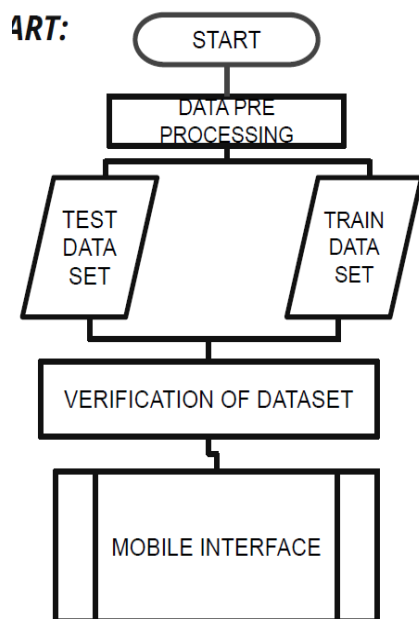 ART:
START
DATA PRE
PROCESSING
TEST
DATA
SET
TRAIN
DATA
SET
VERIFICATION OF DATASET
MOBILE INTERFACE